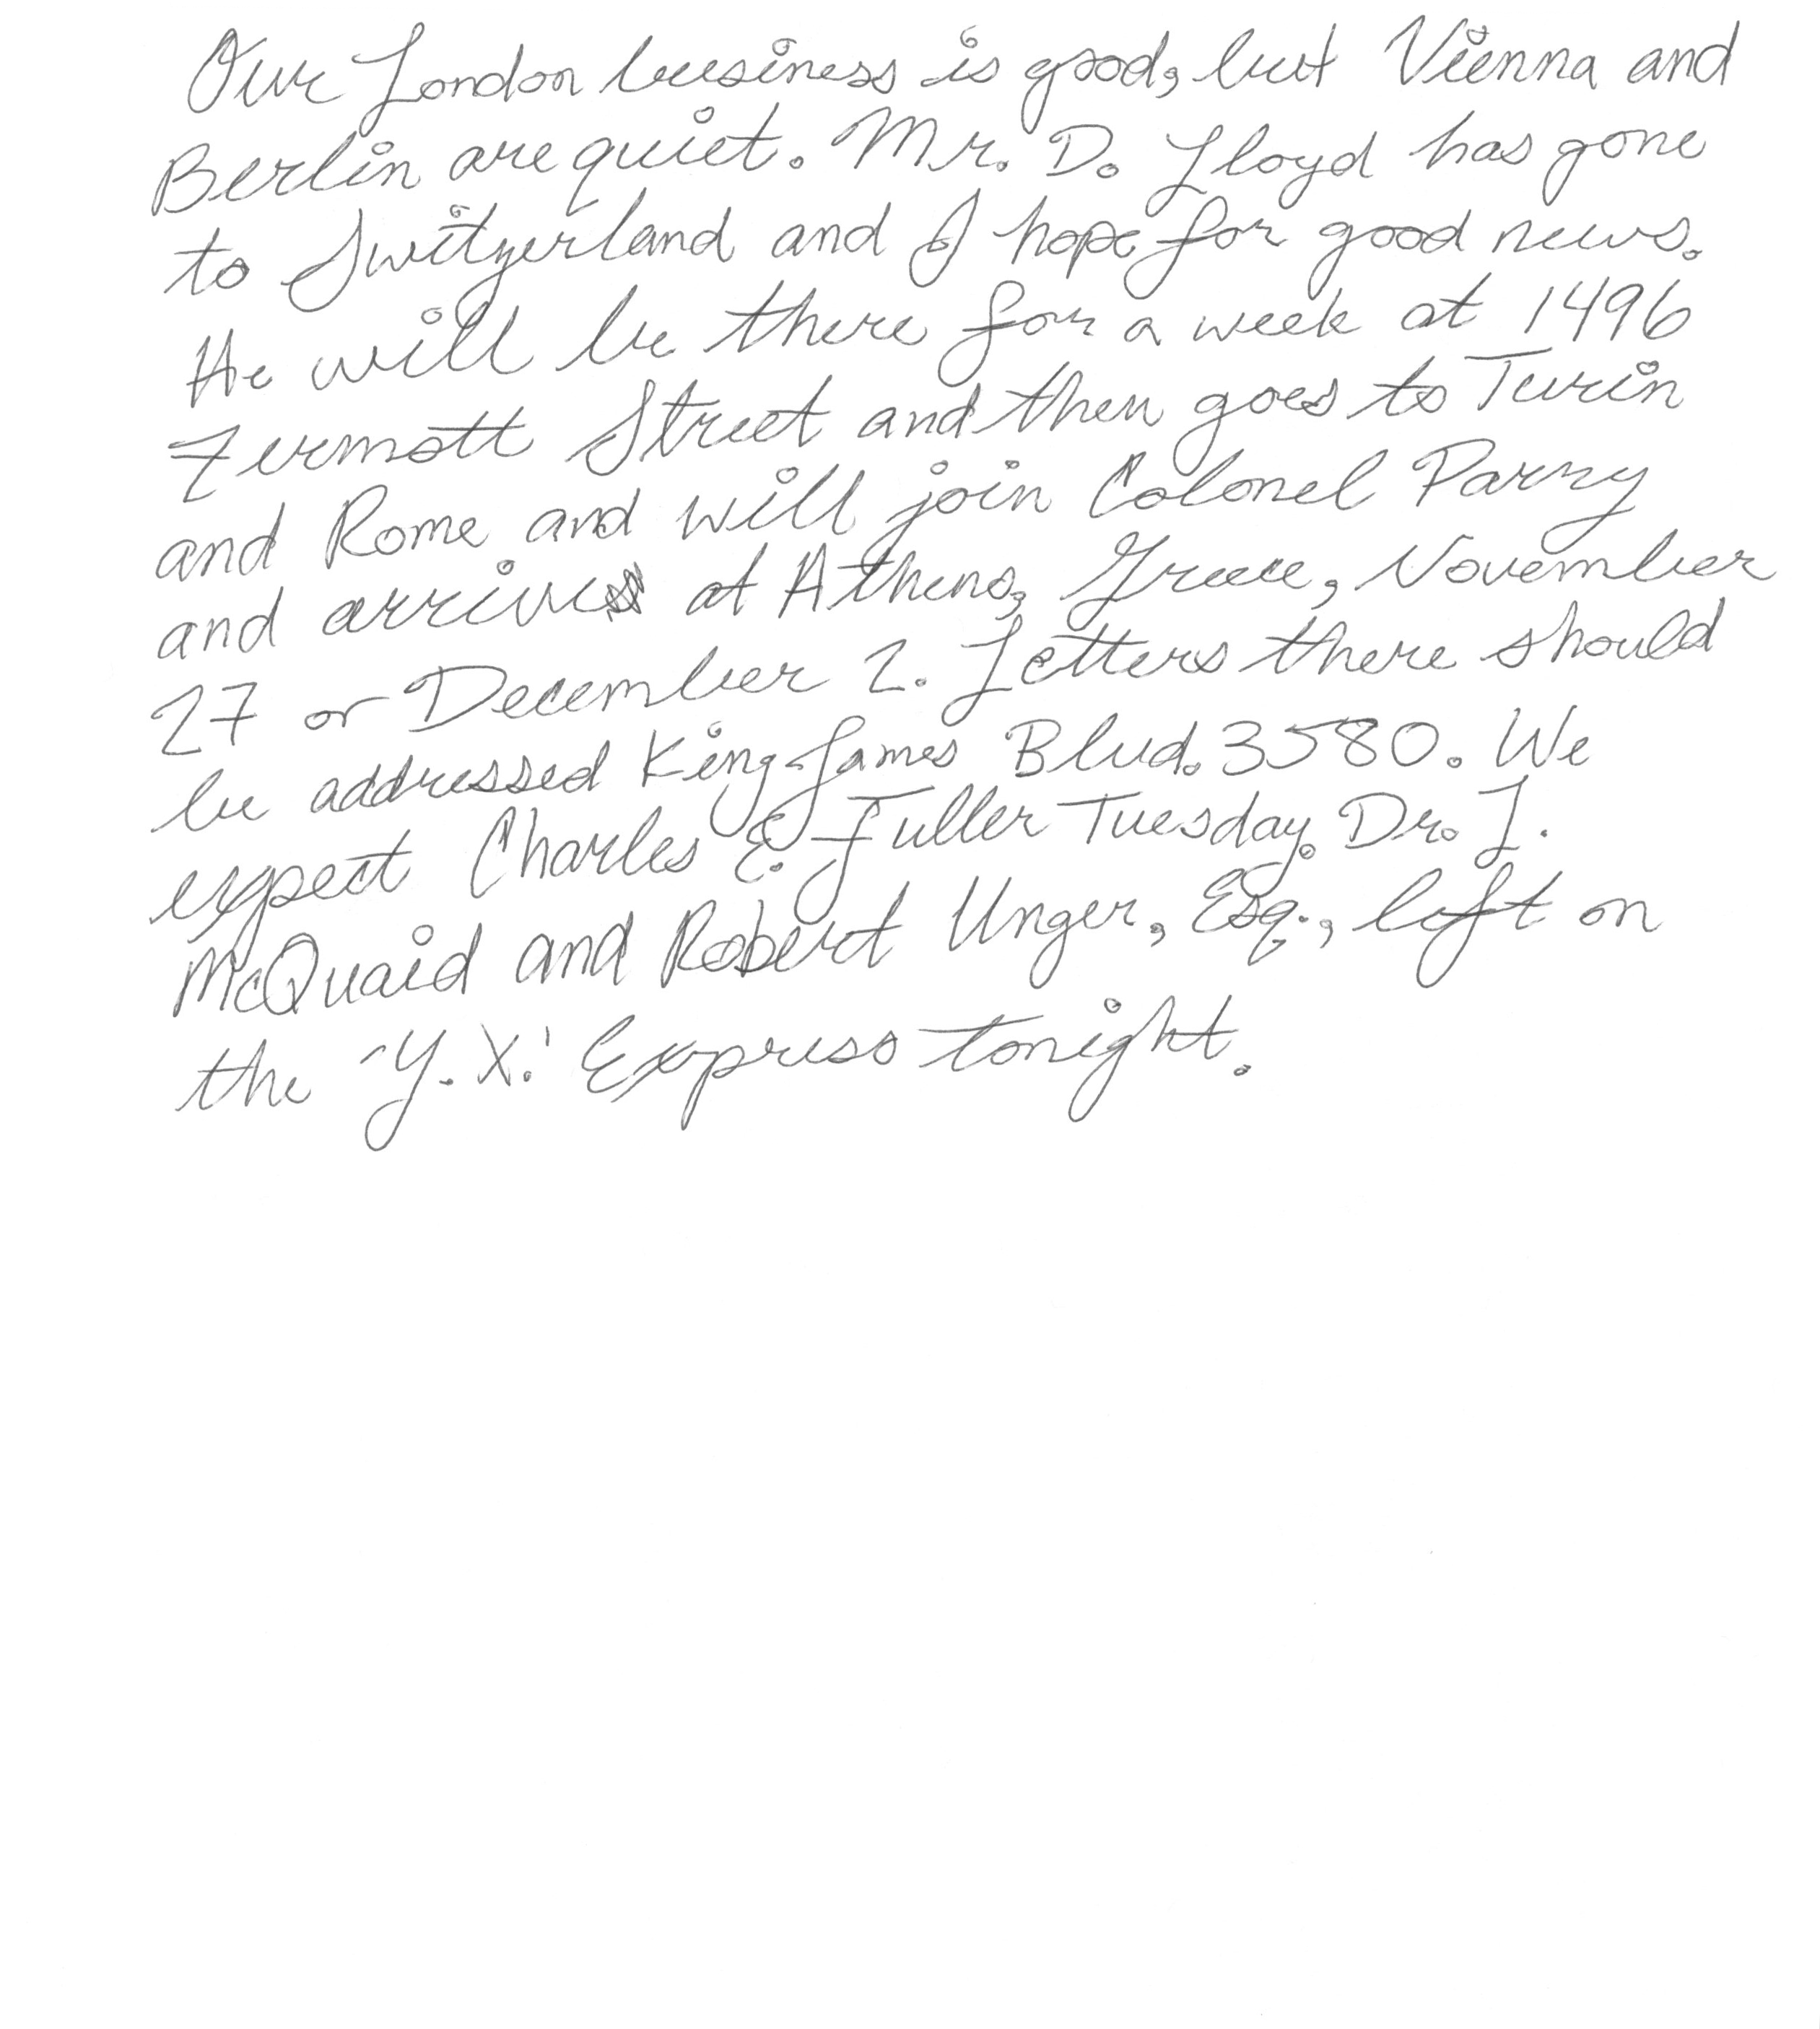 Our London business is good, but Vienna and
Berlin are quiet. Mr. D. Lloyd has gone
to Switzerland and I hope for good news.
He will be there for a week at 1496
Zermott Street and then goes to Turin
and Rome and will join Colonel Parry
and arrive at Athens, Greece, November
27 or December 2. Letters there should
be addressed King James Blvd. 3580. We
expect Charles E. Fuller Tuesday. Dr. L.
McQuaid and Robert Unger, Esq., left on
the "Y. X." Express tonight.